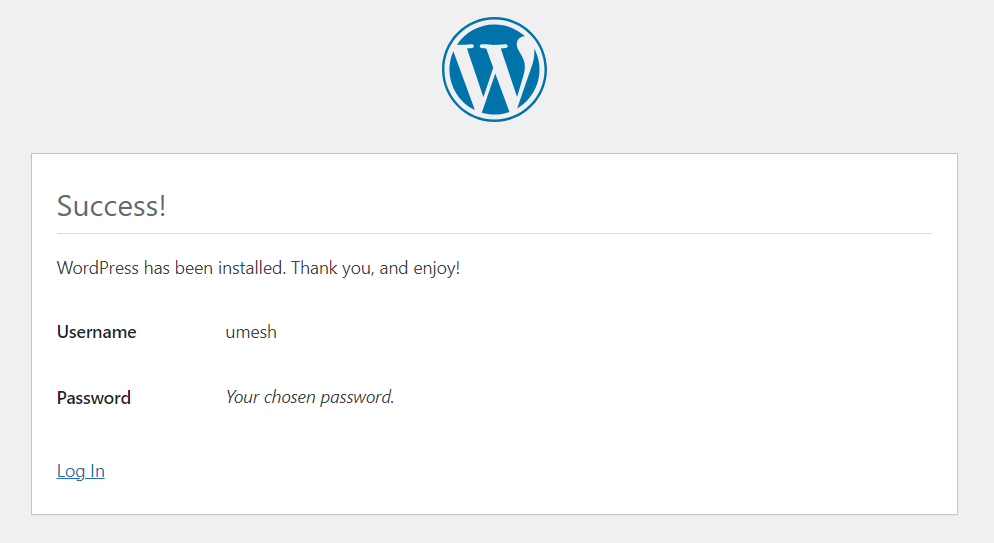 Success!
WordPress has been installed. Thank you, and enjoy!
Username umesh
Password Your chosen password.
Log In